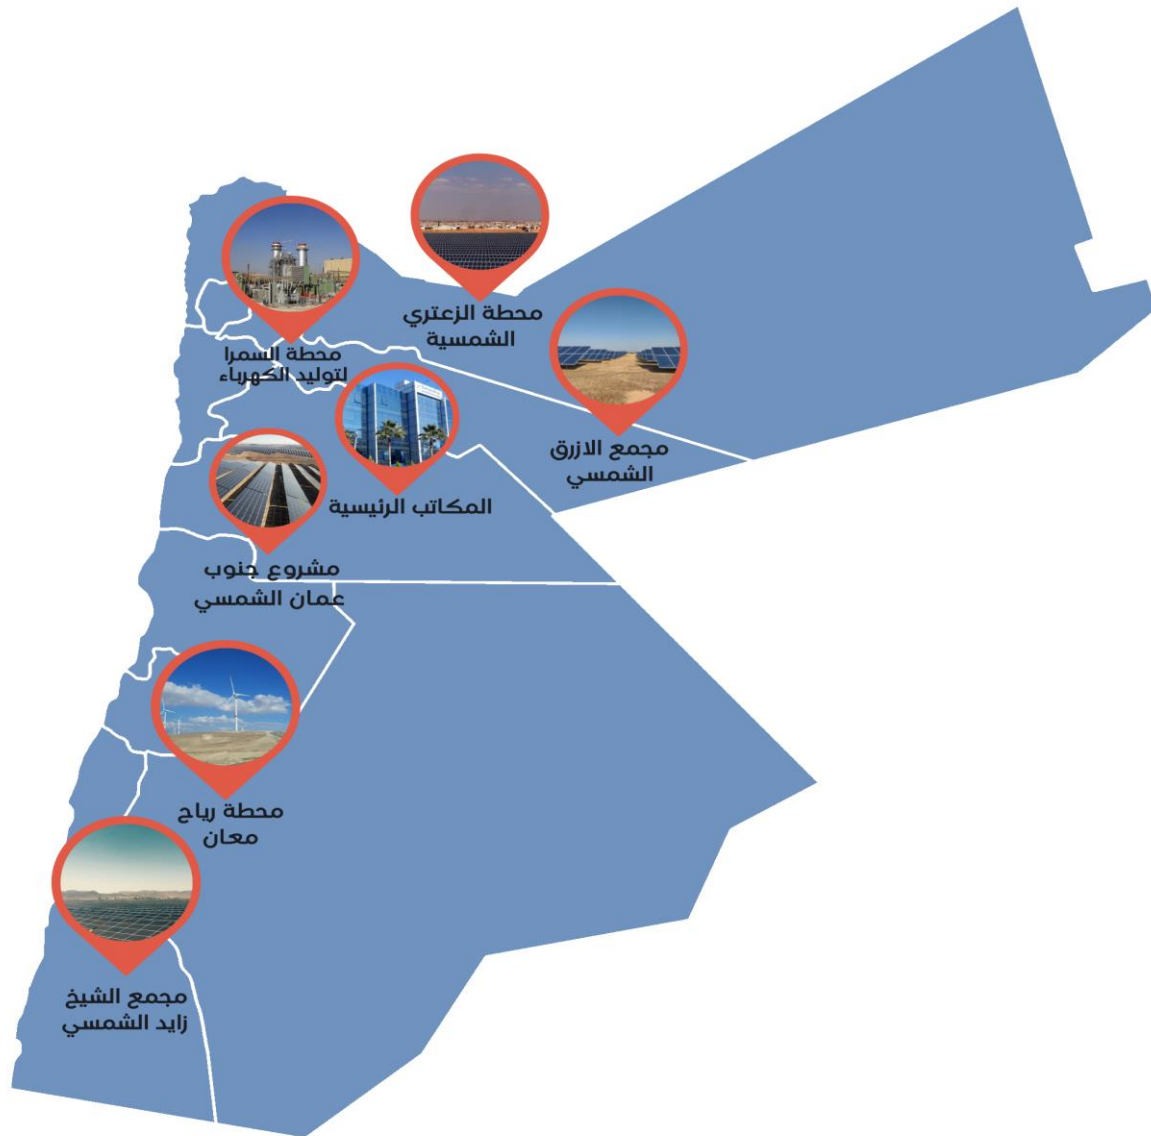 محطة الزعتري
الشمسية
محطة السمرا
لتوليد الكهرباء
مجمع الازرق
الشمسي
المكاتب الرئيسية
مشروع جنوب
عمان الشمسي
محطة رياح
معان
مجمع الشيخ
زايد الشمسي